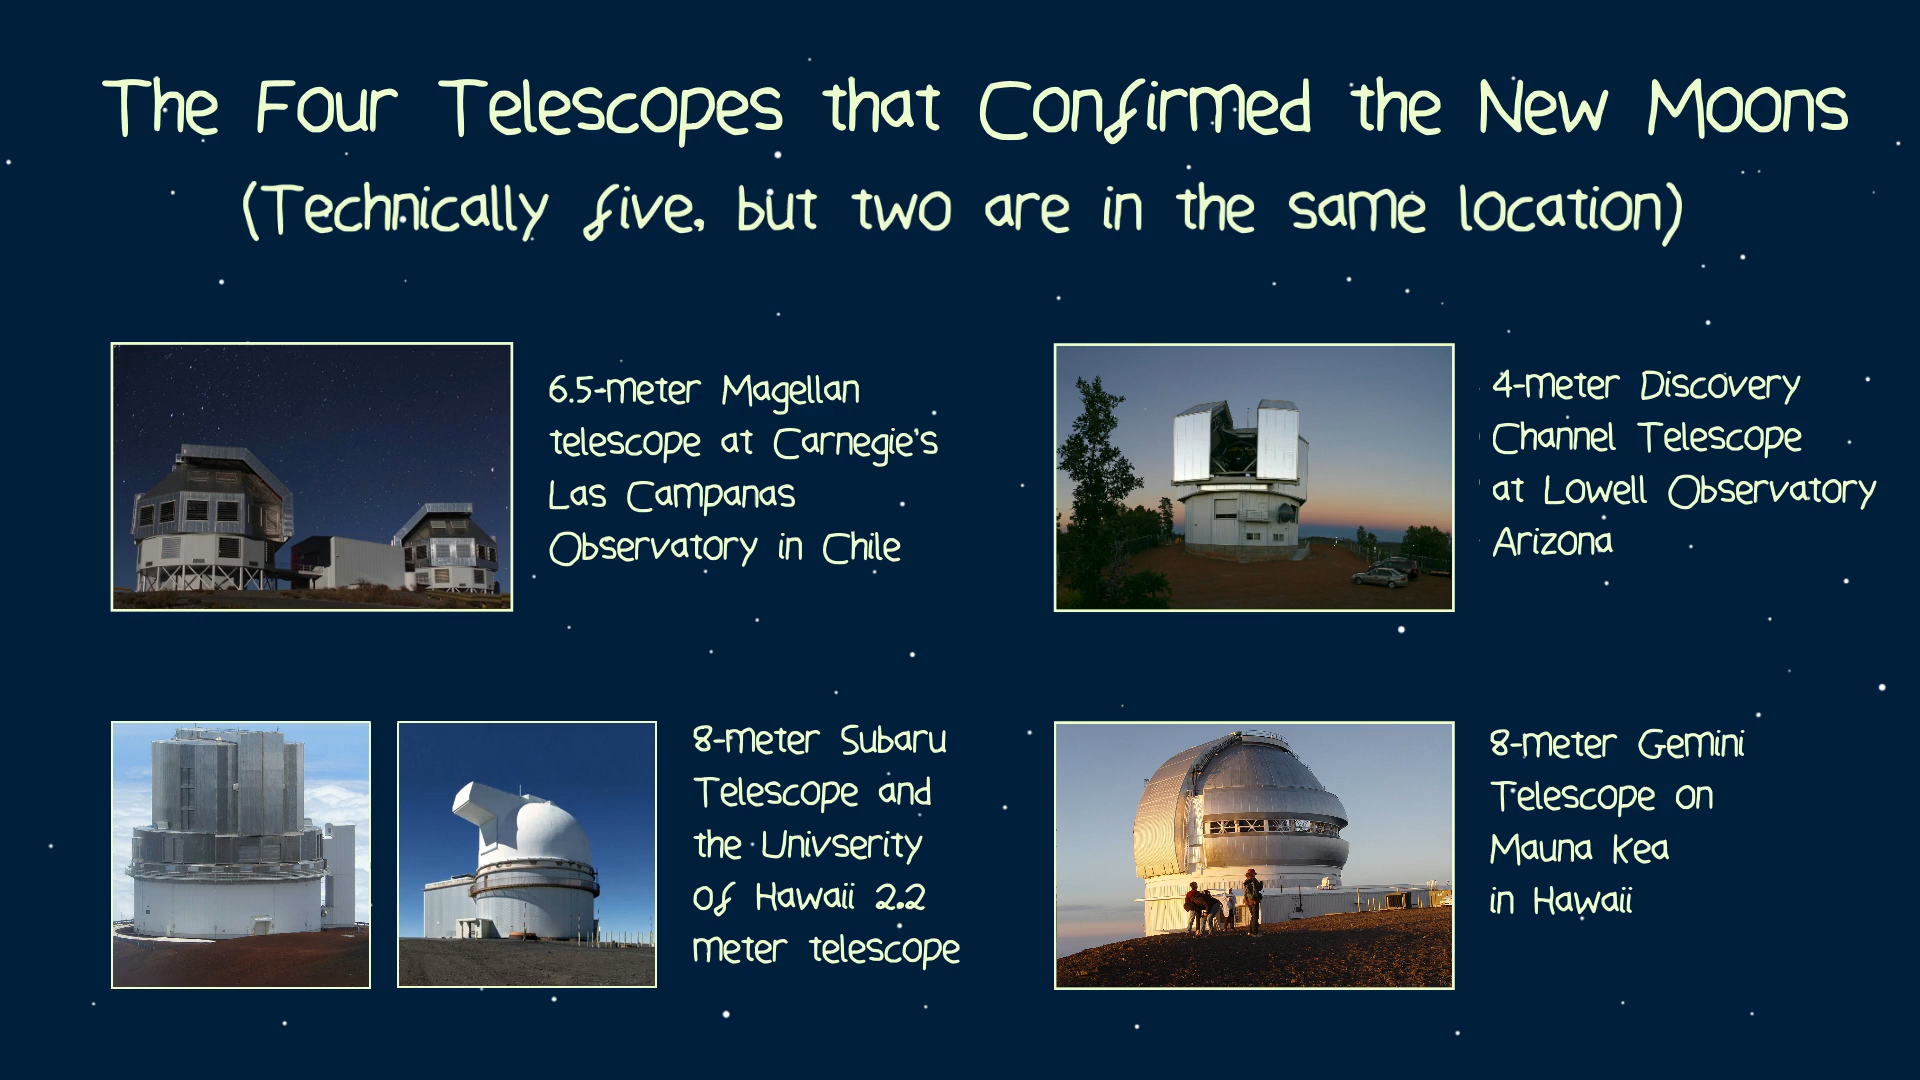 The Four Telescopes that Confirmed the New Moons
(Technically five, but two are in the same location)
6.5-meter Magellan
telescope at Carnegie's
Las Campanas
Observatory in Chile
4-meter Discovery
Channel Telescope
at Lowell Observatory
Arizona
8-meter Subaru
Telescope and
the Univserity
of Hawaii 2.2
meter telescope
8-meter Gemini
Telescope on
Mauna Kea
in Hawaii